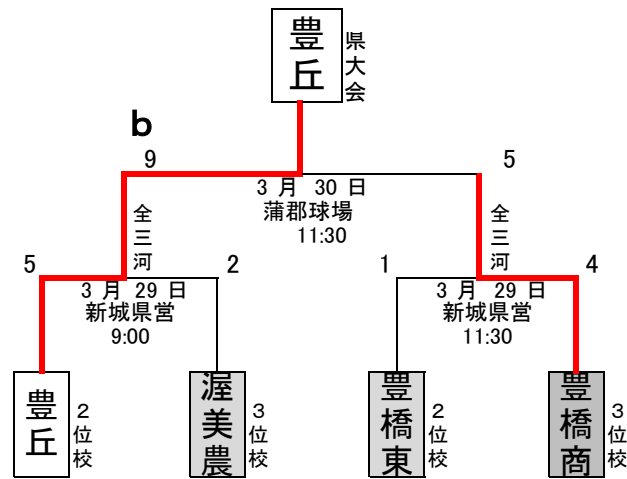 豊丘
県大会
b
9
5
3 月 30 日
蒲郡球場
11:30
全三河
全三河
5
2
1
4
3 月 29 日
新城県営
9:00
3 月 29 日
新城県営
11:30
豊丘
2位校
渥美農
3位校
豊橋東
2位校
豊橋商
3位校